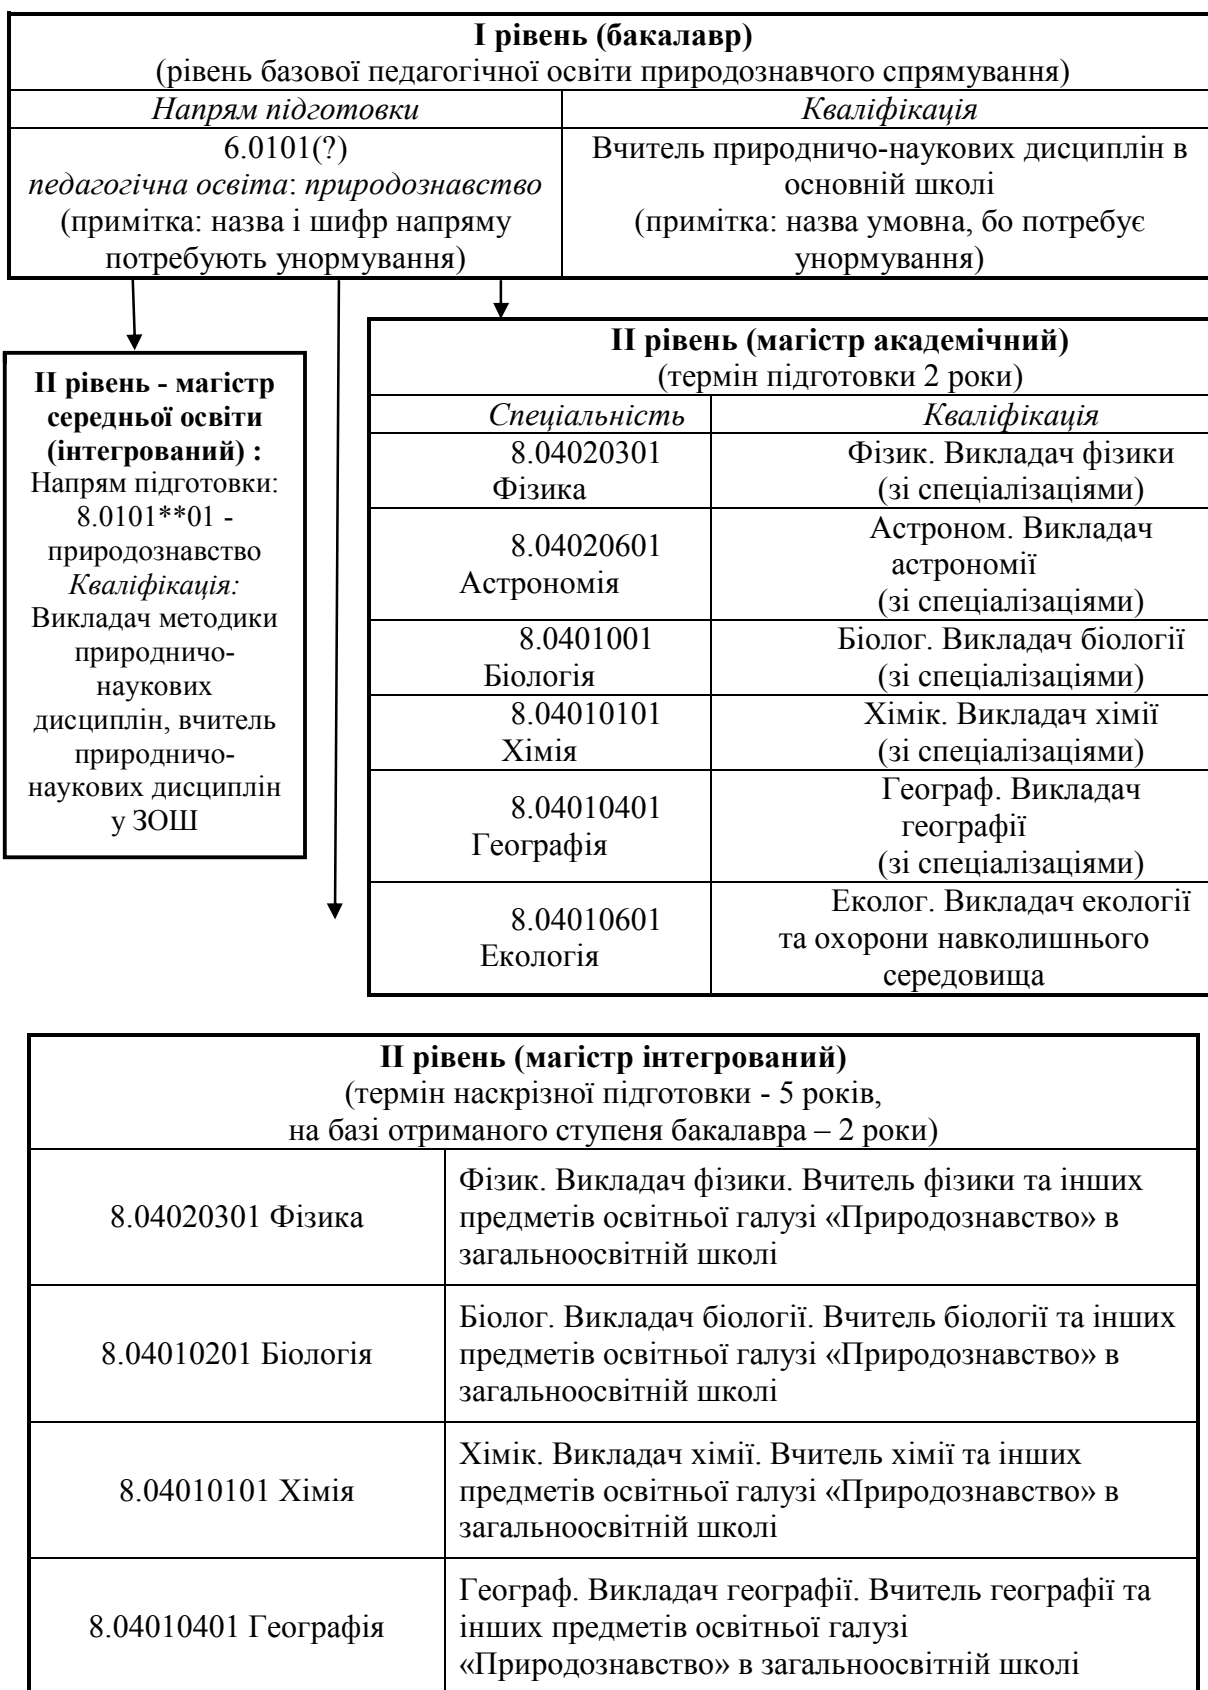 І рівень (бакалавр)
(рівень базової педагогічної освіти природознавчого спрямування)
Напрям підготовки
Кваліфікація
6.0101(?)
педагогічна освіта: природознавство
(примітка: назва і шифр напряму
потребують унормування)
Вчитель природничо-наукових дисциплін в
основній школі
(примітка: назва умовна, бо потребує
унормування)
ІІ рівень - магістр
середньої освіти
(інтегрований) :
Напрям підготовки:
8.0101**01 -
природознавство
Кваліфікація:
Викладач методики
природничо-
наукових
дисциплін, вчитель
природничо-
наукових дисциплін
у ЗОШ
ІІ рівень (магістр академічний)
(термін підготовки 2 роки)
Спеціальність
Кваліфікація
8.04020301
Фізика
Фізик. Викладач фізики
(зі спеціалізаціями)
8.04020601
Астрономія
Астроном. Викладач
астрономії
(зі спеціалізаціями)
8.0401001
Біологія
Біолог. Викладач біології
(зі спеціалізаціями)
8.04010101
Хімія
Хімік. Викладач хімії
(зі спеціалізаціями)
8.04010401
Географія
Географ. Викладач
географії
(зі спеціалізаціями)
8.04010601
Екологія
Еколог. Викладач екології
та охорони навколишнього
середовища
ІІ рівень (магістр інтегрований)
(термін наскрізної підготовки - 5 років,
на базі отриманого ступеня бакалавра – 2 роки)
8.04020301 Фізика
Фізик. Викладач фізики. Вчитель фізики та інших
предметів освітньої галузі «Природознавство» в
загальноосвітній школі
8.04010201 Біологія
Біолог. Викладач біології. Вчитель біології та інших
предметів освітньої галузі «Природознавство» в
загальноосвітній школі
8.04010101 Хімія
Хімік. Викладач хімії. Вчитель хімії та інших
предметів освітньої галузі «Природознавство» в
загальноосвітній школі
8.04010401 Географія
Географ. Викладач географії. Вчитель географії та
інших предметів освітньої галузі
«Природознавство» в загальноосвітній школі